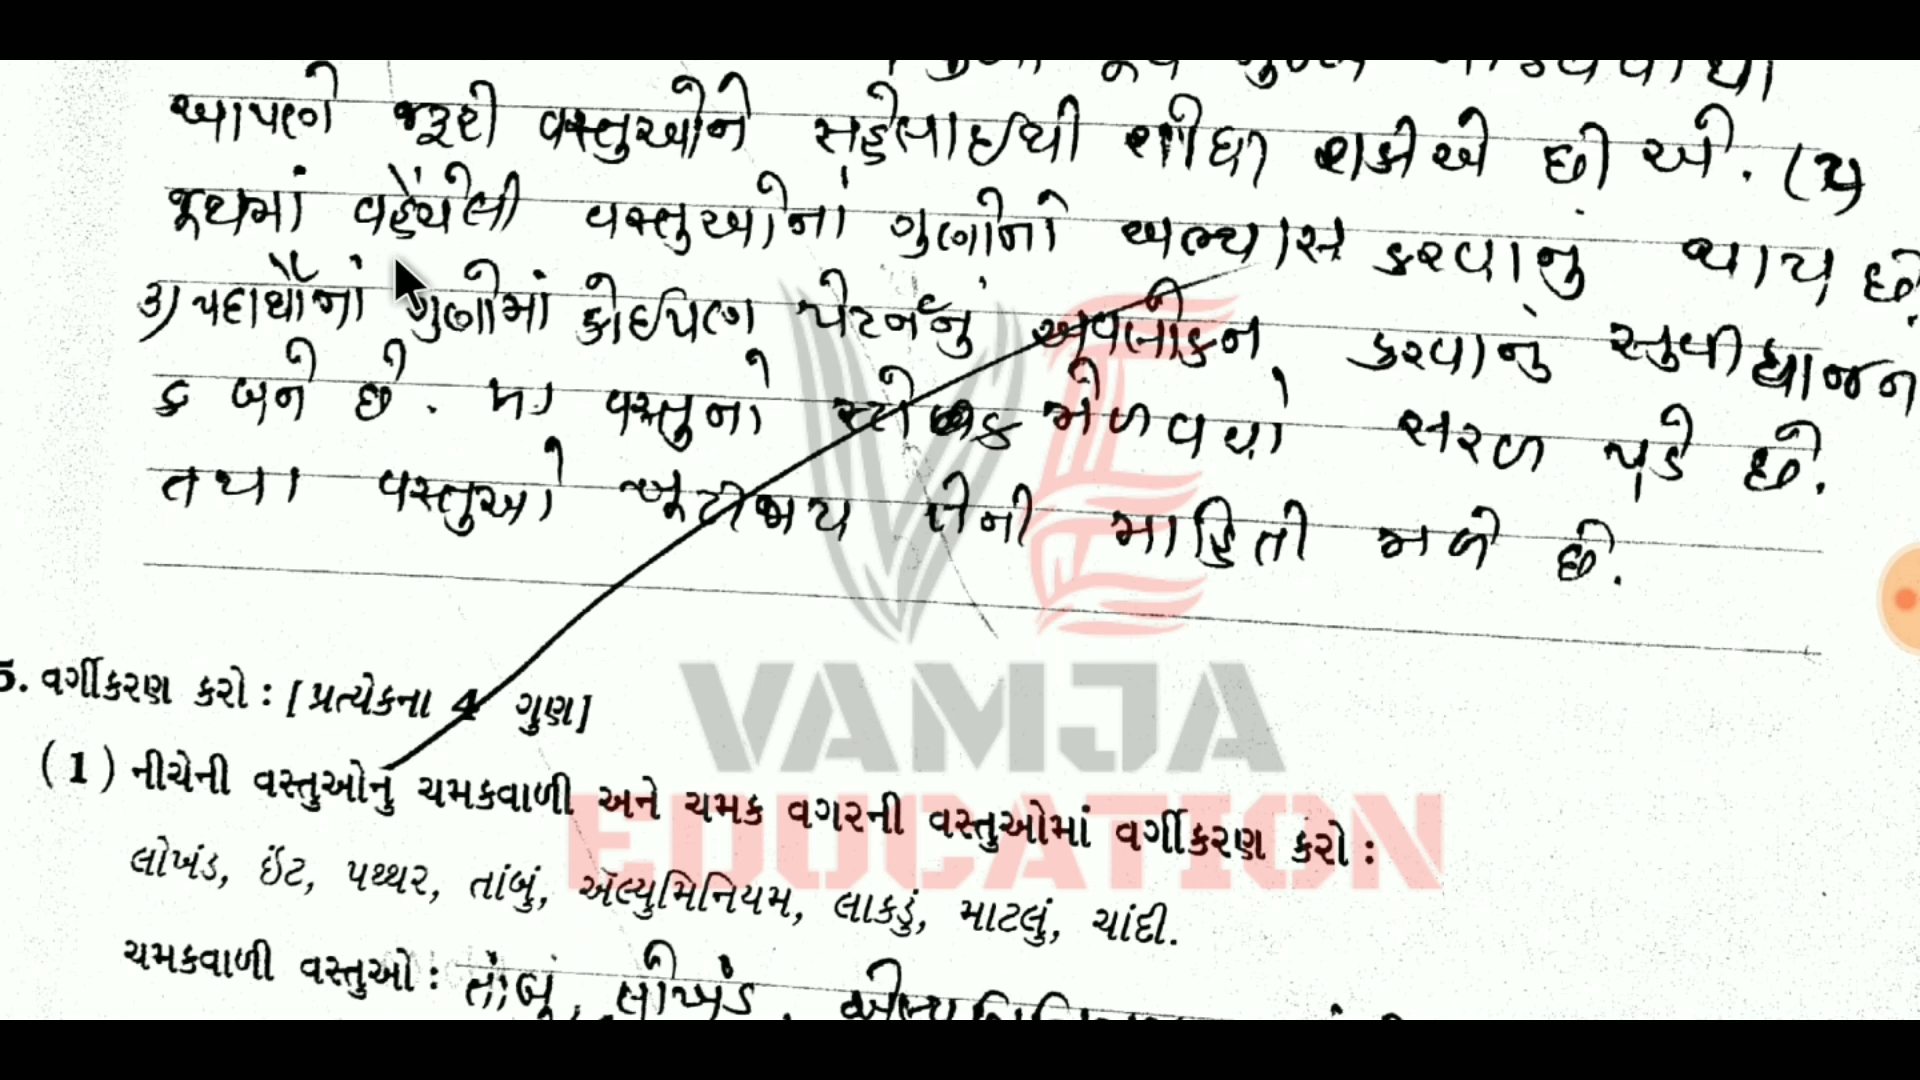 આપણે જરૂરી વસ્તુઓને સહેલાઈથી શોધી શકીએ છીએ. (2)
જૂથમાં વહેંચેલી વસ્તુઓનાં ગુણોનો અભ્યાસ કરવાનું થાય છે.
3) પદાર્થોનાં ગુણોમાં કોઈપણ પેટર્નનું અવલોકન કરવાનું સુવીધાજન
ક બને છે. વસ્તુનો સ્ટોક મેળવવો સરળ પડે છે.
તથા વસ્તુઓ ખૂટીજાય તેની માહિતી મળે છે.
5. વર્ગીકરણ કરો : [પ્રત્યેકના 4 ગુણ]
(1) નીચેની વસ્તુઓનું ચમકવાળી અને ચમક વગરની વસ્તુઓમાં વર્ગીકરણ કરો :
લોખંડ, ઈંટ, પથ્થર, તાંબું, ઍલ્યુમિનિયમ, લાકડું, માટલું, ચાંદી.
ચમકવાળી વસ્તુઓ : તાંબું, લોખંડ,
VAMJA
EDUCATION